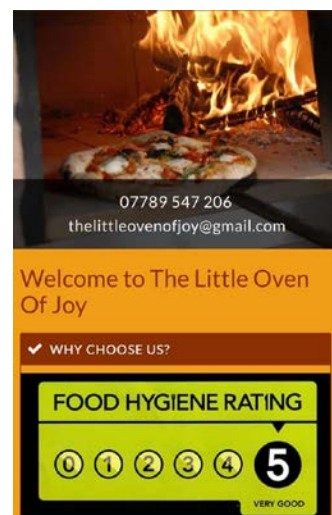 07789 547 206
thelittleovenofjoy@gmail.com
Welcome to The Little Oven
Of Joy
✔ WHY CHOOSE US?
FOOD HYGIENE RATING
0 1 2 3 4 5
VERY GOOD